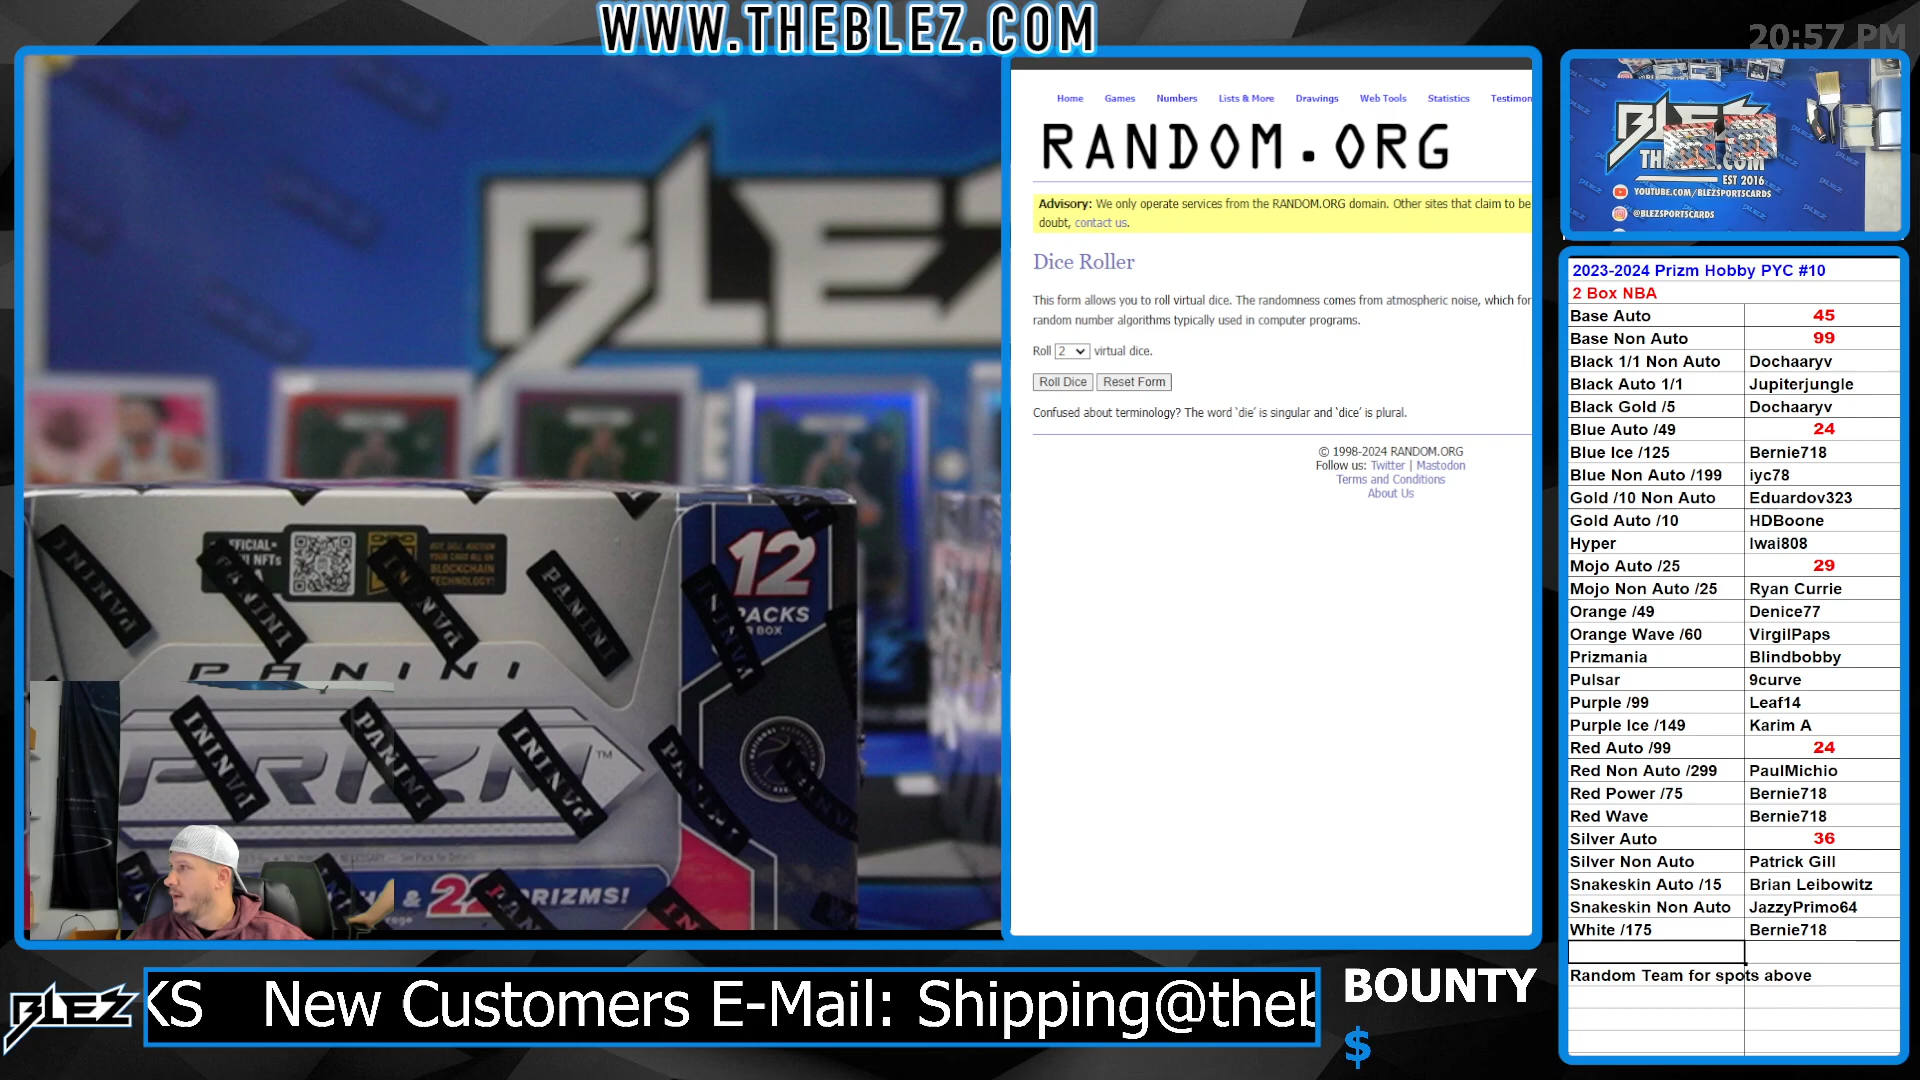 WWW.THEBLEZ.COM
20:57 PM
BLEZ
12
PACKS
PANINI
PRIZM™
Home Games Numbers Lists & More Drawings Web Tools Statistics Testimon
RANDOM.ORG
Advisory: We only operate services from the RANDOM.ORG domain. Other sites that claim to be
doubt, contact us.
Dice Roller
This form allows you to roll virtual dice. The randomness comes from atmospheric noise, which for
random number algorithms typically used in computer programs.
Roll 2 virtual dice.
Roll Dice Reset Form
Confused about terminology? The word 'die' is singular and 'dice' is plural.
© 1998-2024 RANDOM.ORG
Follow us: Twitter | Mastodon
Terms and Conditions
About Us
BLEZ
EST 2016
YOUTUBE.COM/BLEZSPORTSCARDS
@BLEZSPORTSCARDS
2023-2024 Prizm Hobby PYC #10
2 Box NBA
Base Auto 45
Base Non Auto 99
Black 1/1 Non Auto Dochaaryv
Black Auto 1/1 Jupiterjungle
Black Gold /5 Dochaaryv
Blue Auto /49 24
Blue Ice /125 Bernie718
Blue Non Auto /199 iyc78
Gold /10 Non Auto Eduardov323
Gold Auto /10 HDBoone
Hyper Iwai808
Mojo Auto /25 29
Mojo Non Auto /25 Ryan Currie
Orange /49 Denice77
Orange Wave /60 VirgilPaps
Prizmania Blindbobby
Pulsar 9curve
Purple /99 Leaf14
Purple Ice /149 Karim A
Red Auto /99 24
Red Non Auto /299 PaulMichio
Red Power /75 Bernie718
Red Wave Bernie718
Silver Auto 36
Silver Non Auto Patrick Gill
Snakeskin Auto /15 Brian Leibowitz
Snakeskin Non Auto JazzyPrimo64
White /175 Bernie718
Random Team for spots above
BLEZ
KS New Customers E-Mail: Shipping@theb
BOUNTY
$